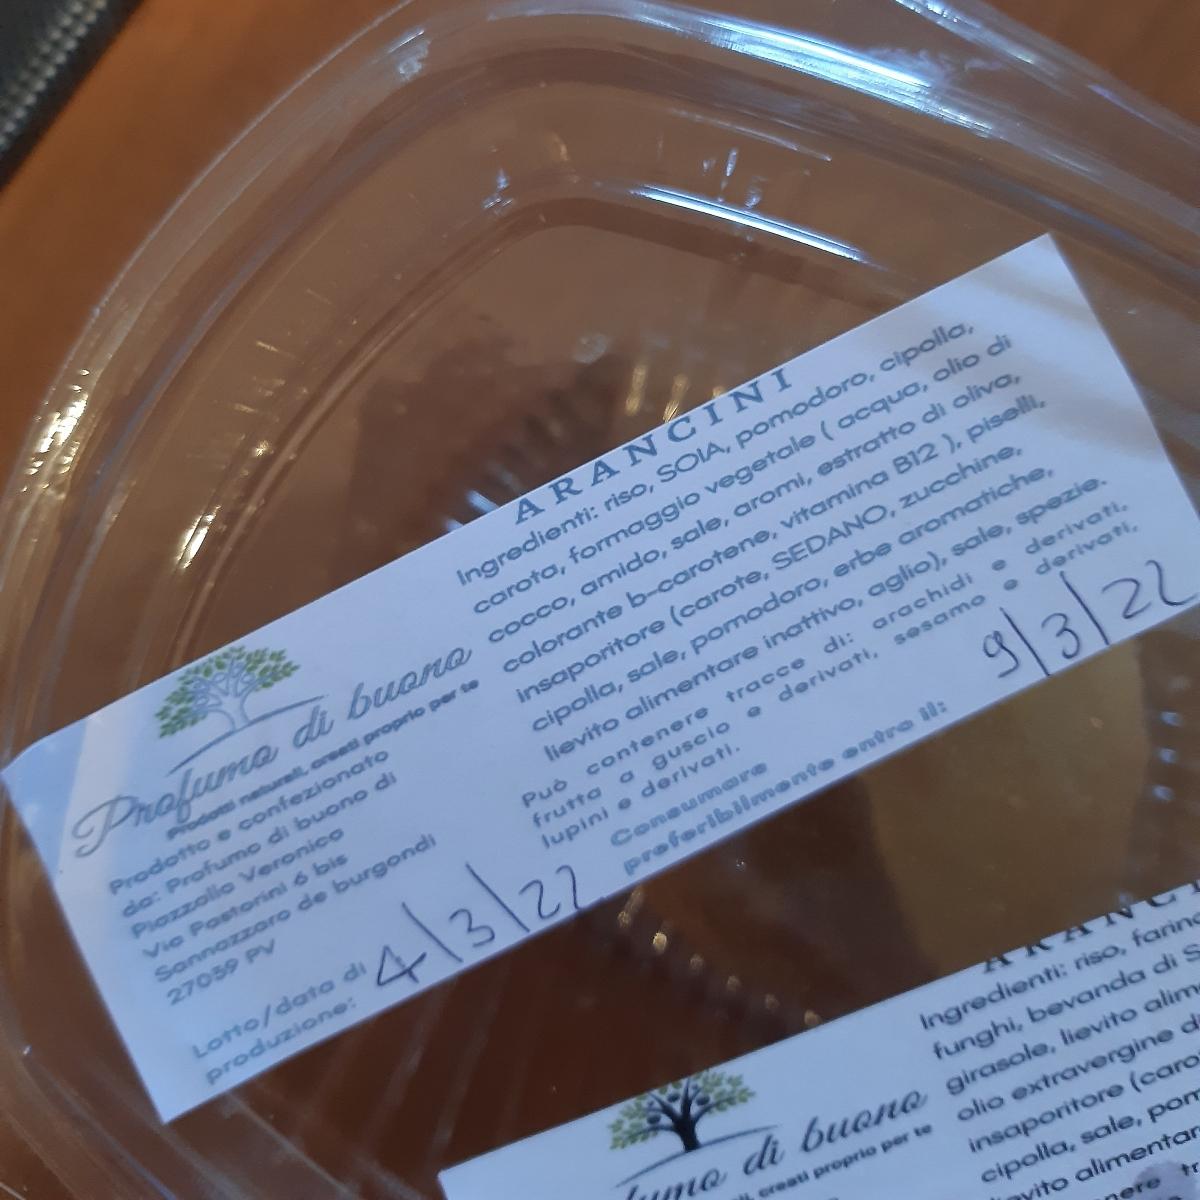 ARANCINI
Ingredienti: riso, SOIA, pomodoro, cipolla,
carota, formaggio vegetale ( acqua, olio di
cocco, amido, sale, aromi, estratto di oliva,
colorante b-carotene, vitamina B12 ), piselli,
insaporitore (carote, SEDANO, zucchine,
cipolla, sale, pomodoro, erbe aromatiche,
lievito alimentare inattivo, aglio), sale, spezie.
Può contenere tracce di: arachidi e derivati,
frutta a guscio e derivati, sesamo e derivati,
lupini e derivati.
Consumare
preferibilmente entro il:
9/3/22
Profumo di buono
Prodotti naturali, creati proprio per te
Prodotto e confezionato
da: Profumo di buono di
Piazzolla Veronica
Via Pastorini 6 bis
Sannazzaro de burgondi
27039 PV
Lotto/data di
produzione:
4/3/22
ARANCI
Ingredienti: riso, farin
funghi, bevanda di S
girasole, lievito alim
olio extravergine d
insaporitore (caro
cipolla, sale, pom
lievito alimentar
umo di buono
li, creati proprio per te